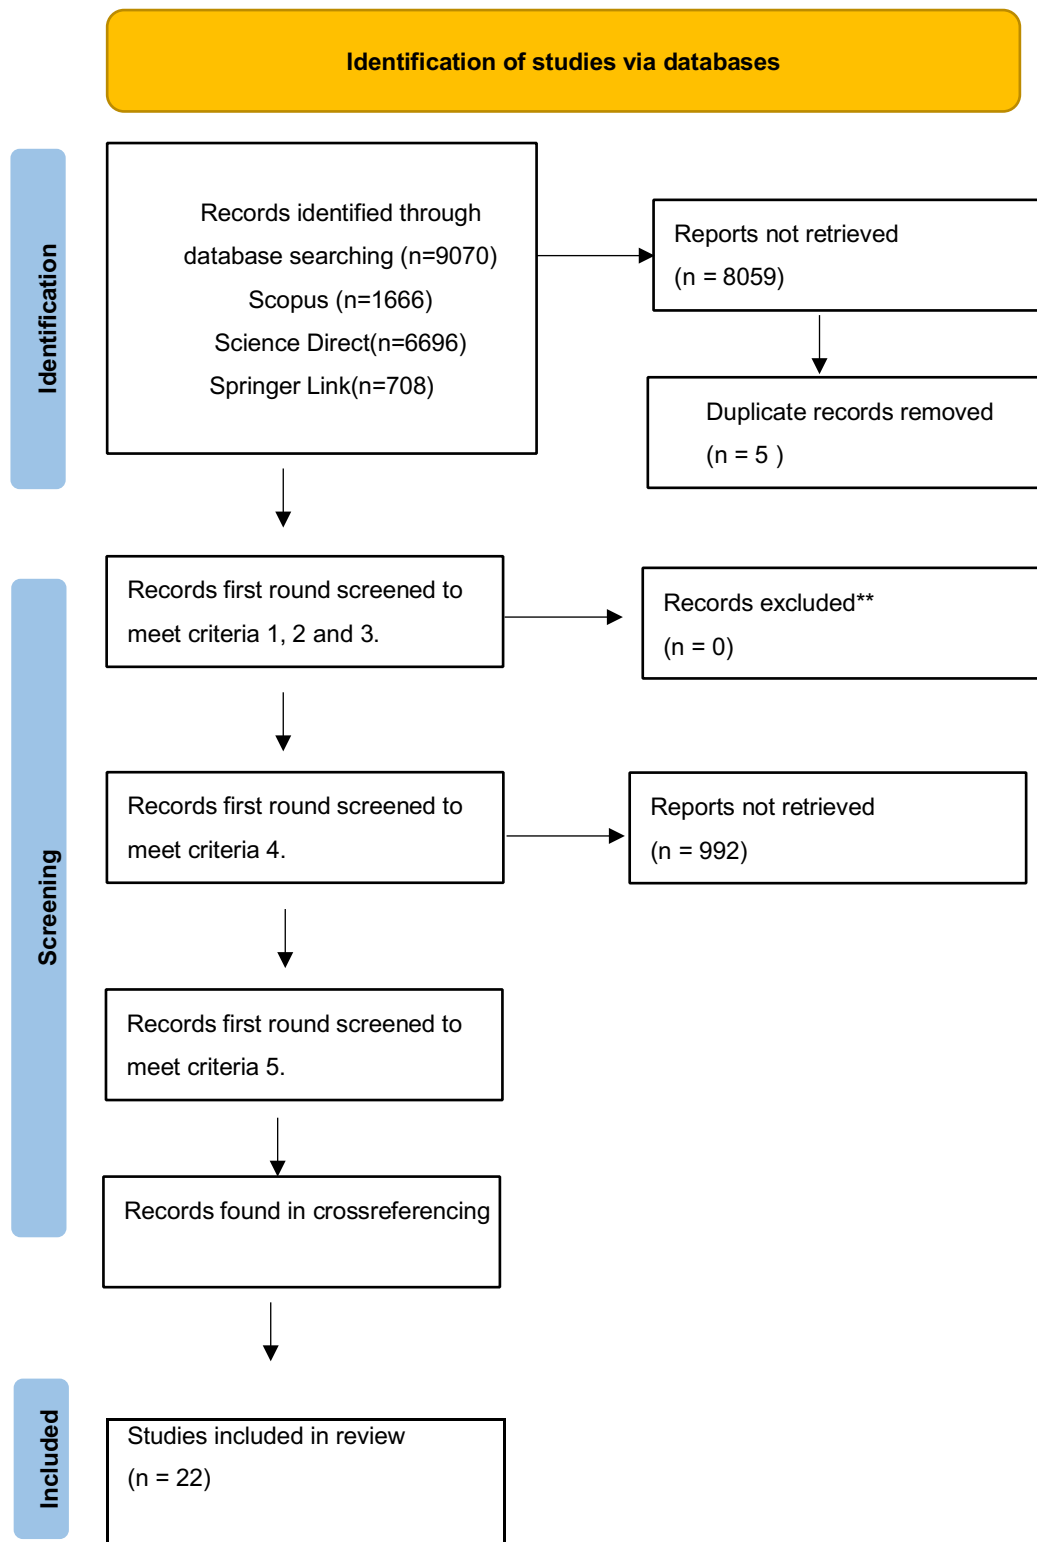 Identification of studies via databases
Identification
Records identified through
database searching (n=9070)
Scopus (n=1666)
Science Direct(n=6696)
Springer Link(n=708)
Reports not retrieved
(n = 8059)
Duplicate records removed
(n = 5 )
Screening
Records first round screened to
meet criteria 1, 2 and 3.
Records excluded**
(n = 0)
Records first round screened to
meet criteria 4.
Reports not retrieved
(n = 992)
Records first round screened to
meet criteria 5.
Records found in crossreferencing
Included
Studies included in review
(n = 22)